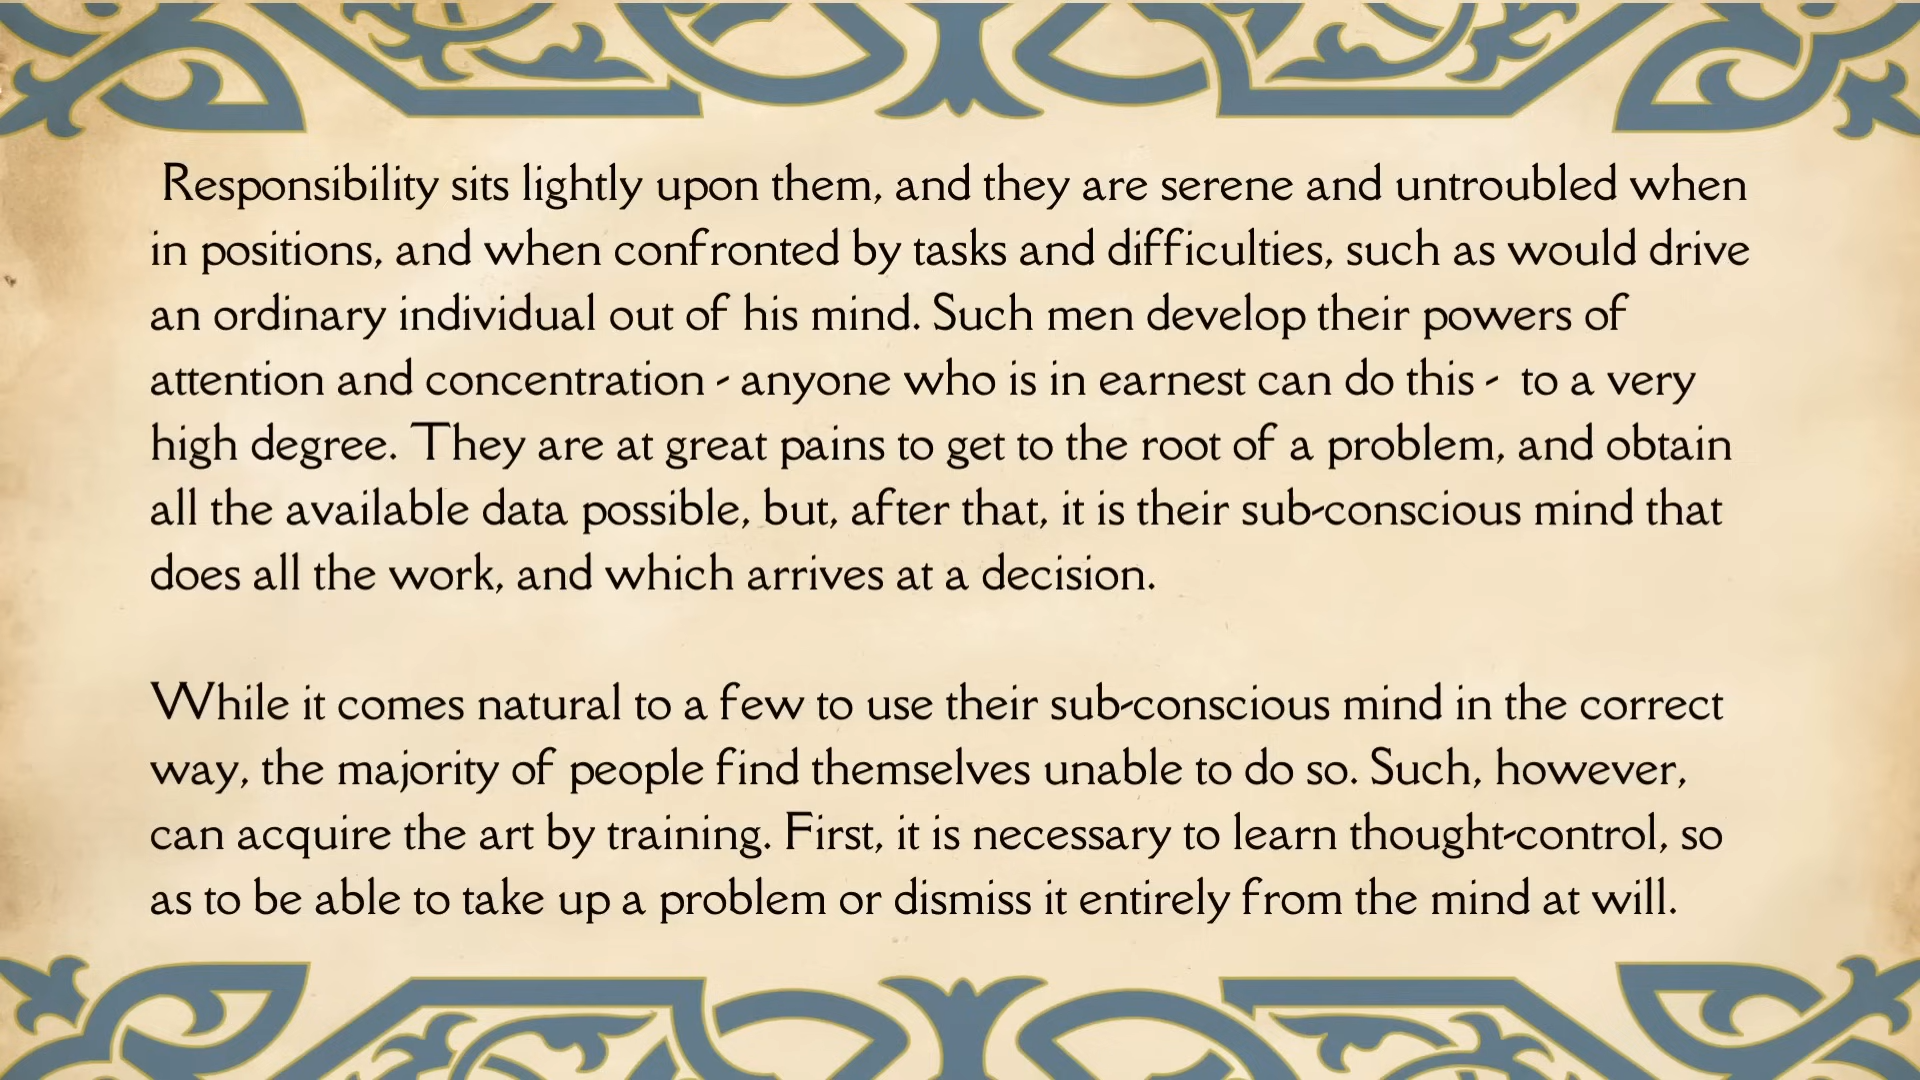 Responsibility sits lightly upon them, and they are serene and untroubled when
in positions, and when confronted by tasks and difficulties, such as would drive
an ordinary individual out of his mind. Such men develop their powers of
attention and concentration - anyone who is in earnest can do this -  to a very
high degree. They are at great pains to get to the root of a problem, and obtain
all the available data possible, but, after that, it is their sub-conscious mind that
does all the work, and which arrives at a decision.
While it comes natural to a few to use their sub-conscious mind in the correct
way, the majority of people find themselves unable to do so. Such, however,
can acquire the art by training. First, it is necessary to learn thought-control, so
as to be able to take up a problem or dismiss it entirely from the mind at will.